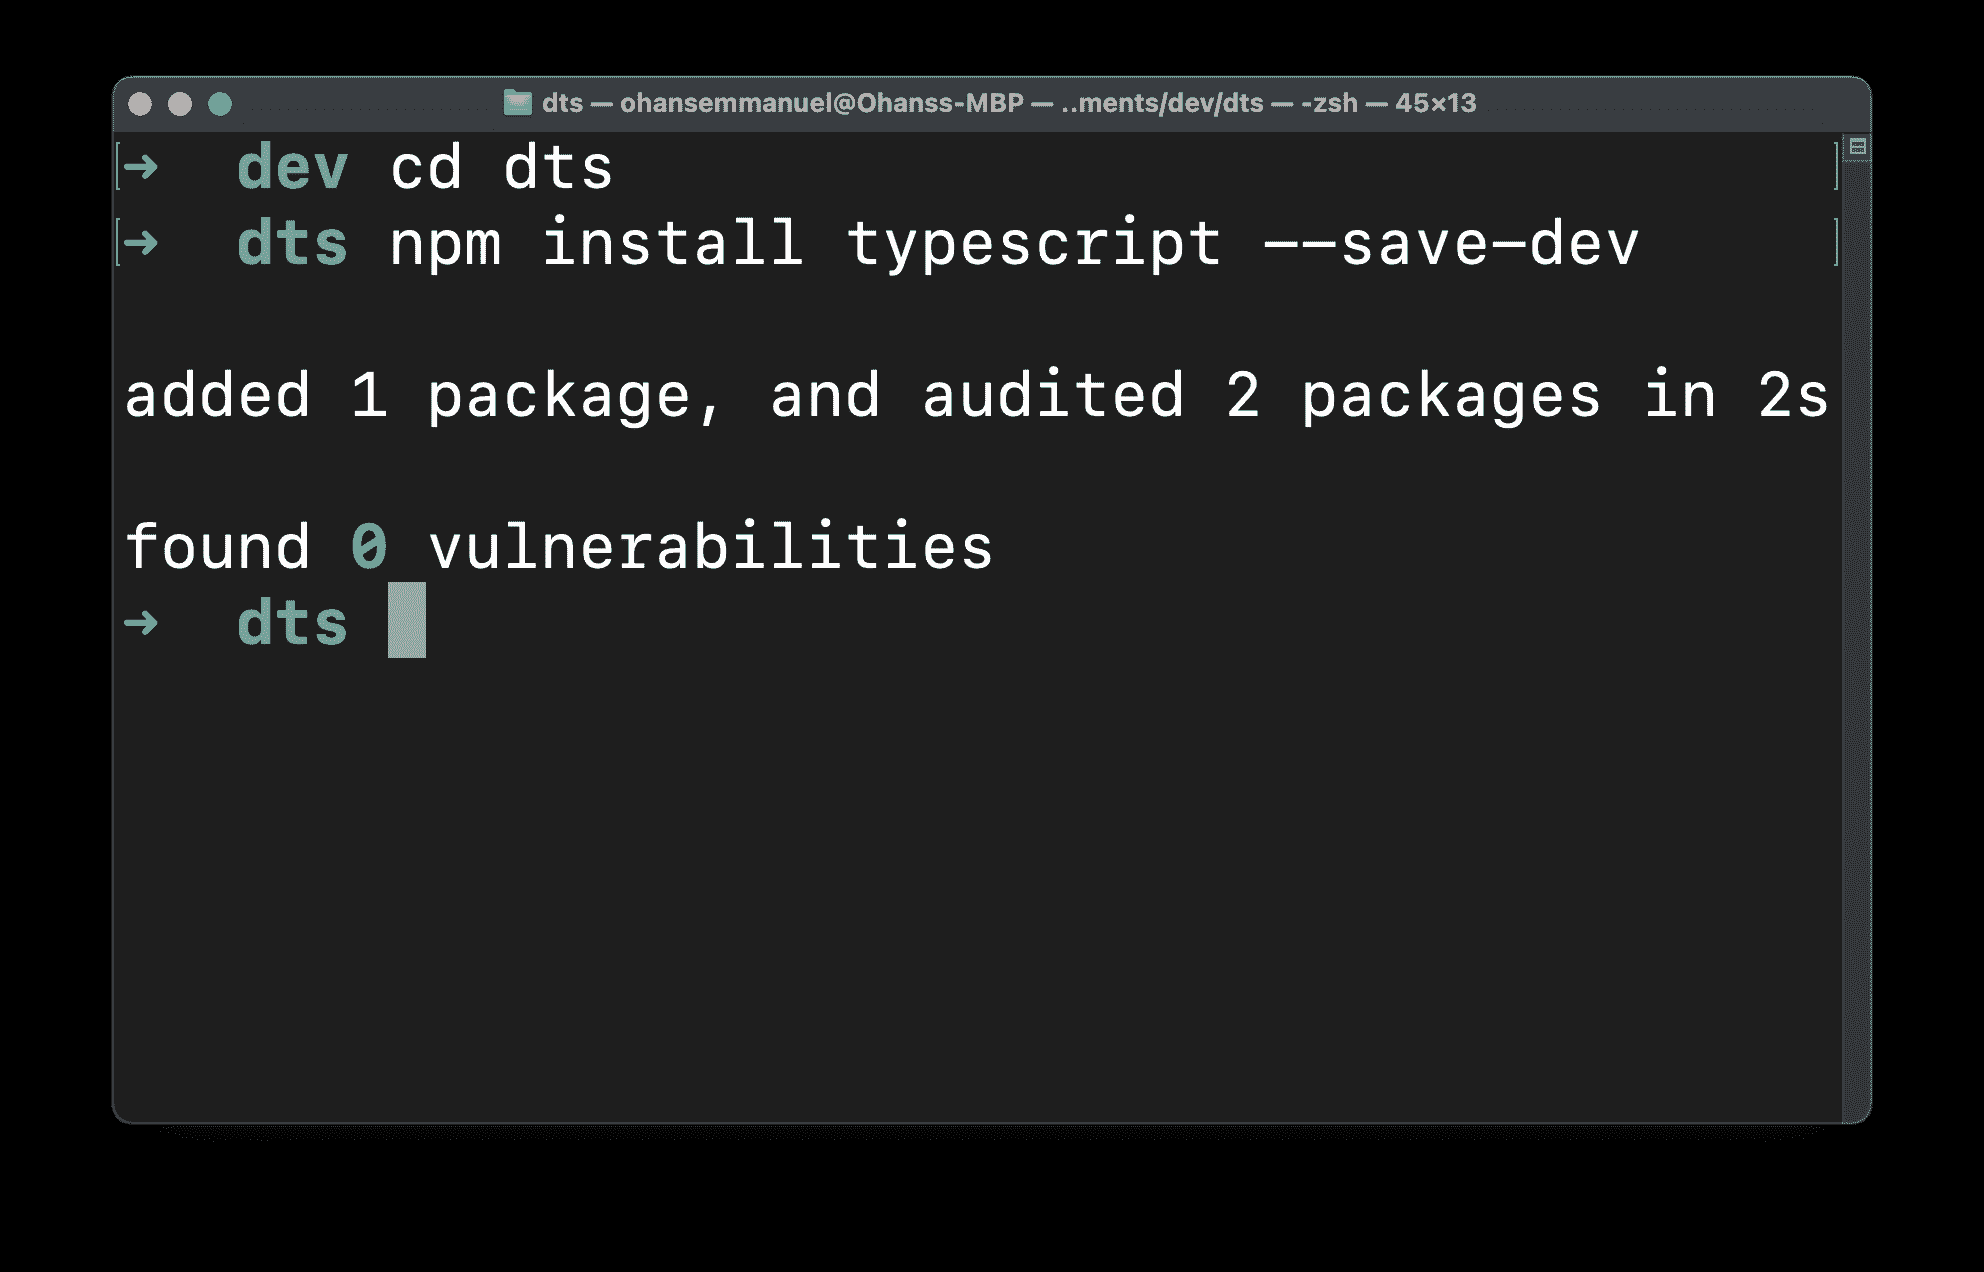 dts — ohansemmanuel@Ohanss-MBP — ..ments/dev/dts — -zsh — 45×13
[➜  dev cd dts ]
[➜  dts npm install typescript --save-dev ]
added 1 package, and audited 2 packages in 2s
found 0 vulnerabilities
➜  dts